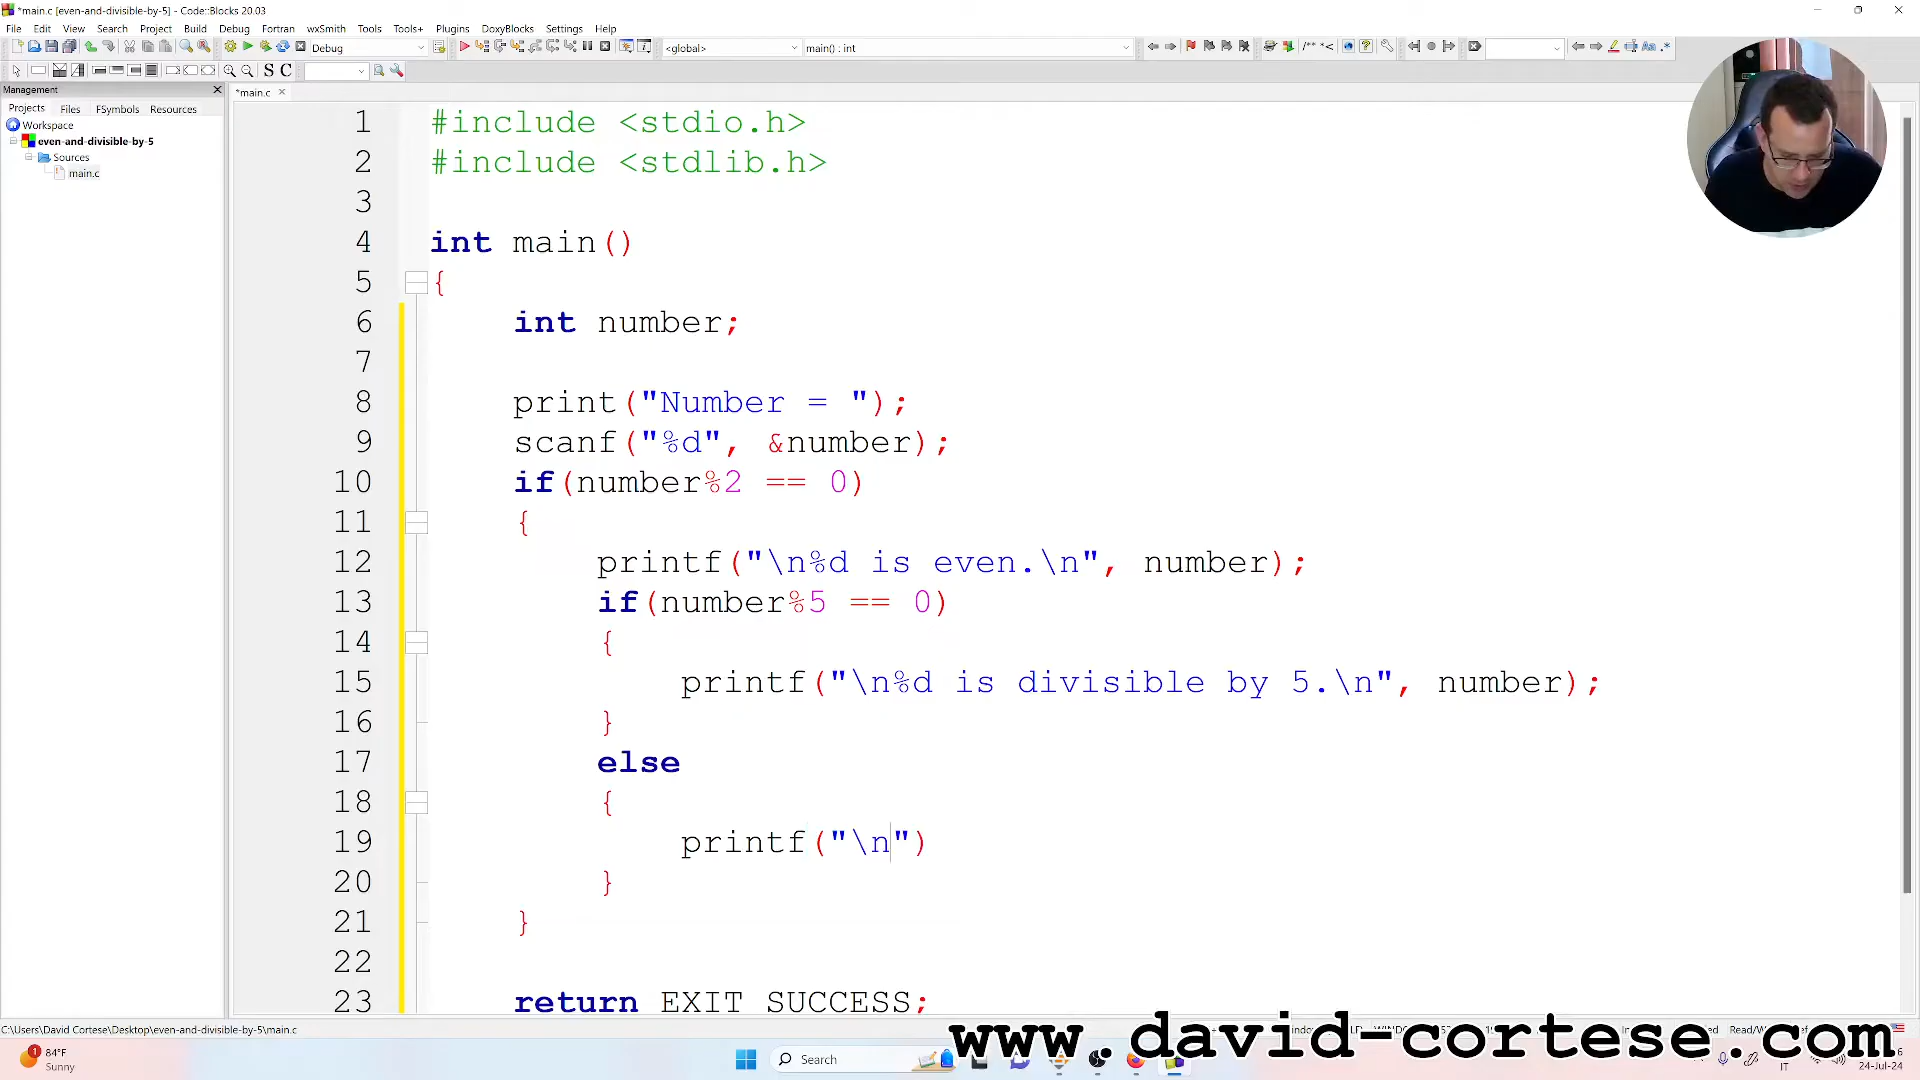 *main.c [even-and-divisible-by-5] - Code::Blocks 20.03
File Edit View Search Project Build Debug Fortran wxSmith Tools Tools+ Plugins DoxyBlocks Settings Help
Debug <global> main() : int
S C
Management
*main.c
Projects Files FSymbols Resources
Workspace
even-and-divisible-by-5
Sources
main.c
1 #include <stdio.h>
2 #include <stdlib.h>
3
4 int main()
5 {
6 int number;
7
8 print("Number = ");
9 scanf("%d", &number);
10 if(number%2 == 0)
11 {
12 printf("\n%d is even.\n", number);
13 if(number%5 == 0)
14 {
15 printf("\n%d is divisible by 5.\n", number);
16 }
17 else
18 {
19 printf("\n")
20 }
21 }
22
23 return EXIT_SUCCESS;
C:\Users\David Cortese\Desktop\even-and-divisible-by-5\main.c
www.david-cortese.com
1
84°F
Sunny
Search
IT
24-Jul-24